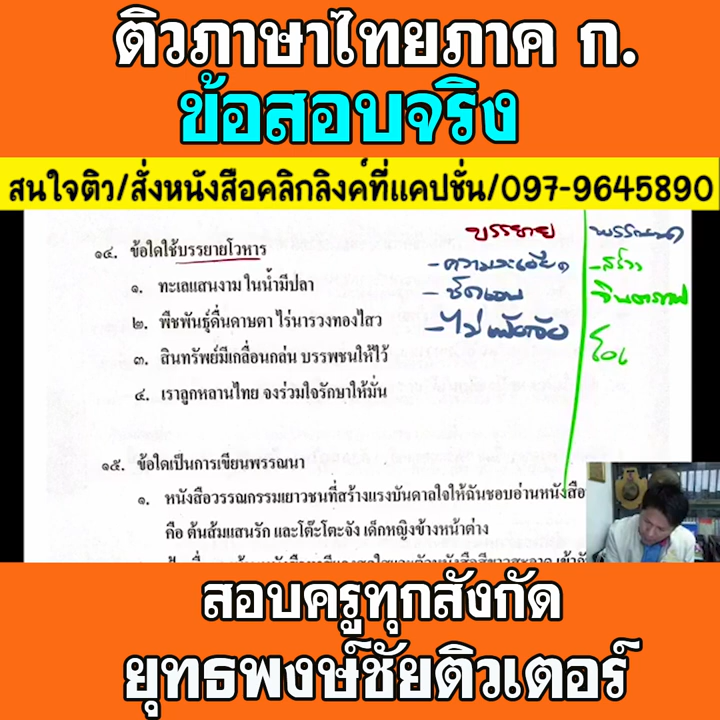 ติวภาษาไทยภาค ก.
ข้อสอบจริง
สนใจติว/สั่งหนังสือคลิกลิงค์ที่แคปชั่น/097-9645890
๑๔. ข้อใดใช้บรรยายโวหาร
๑. ทะเลแสนงาม ในน้ำมีปลา
๒. พืชพันธุ์ดื่นดาษดา ไร่นารวงทองไสว
๓. สินทรัพย์มีเกลื่อนกล่น บรรพชนให้ไว้
๔. เราลูกหลานไทย จงร่วมใจรักษาให้มั่น
บรรยาย
- ความละเอียด
- ชัดเจน
- ไม่เพ้อเจ้อ
พรรณนา
- สร้าง
จินตภาพ
๑๕. ข้อใดเป็นการเขียนพรรณนา
๑. หนังสือวรรณกรรมเยาวชนที่สร้างแรงบันดาลใจให้ฉันชอบอ่านหนังสือ
คือ ต้นส้มแสนรัก และโต๊ะโตะจัง เด็กหญิงข้างหน้าต่าง
สอบครูทุกสังกัด
ยุทธพงษ์ชัยติวเตอร์